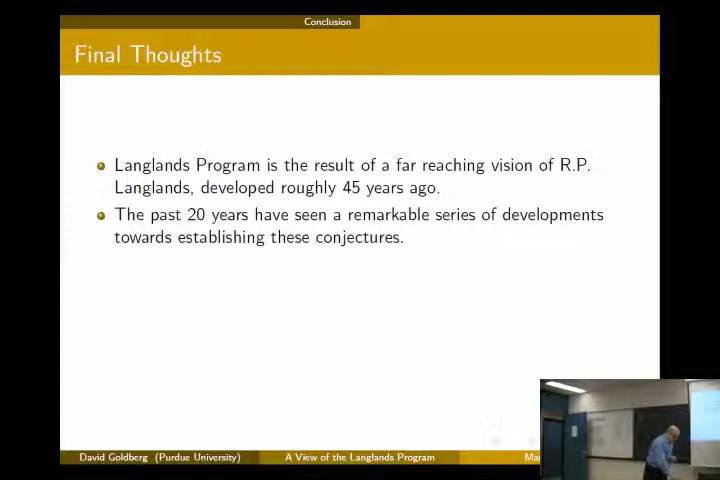 Conclusion
Final Thoughts
Langlands Program is the result of a far reaching vision of R.P.
Langlands, developed roughly 45 years ago.
The past 20 years have seen a remarkable series of developments
towards establishing these conjectures.
David Goldberg (Purdue University) A View of the Langlands Program